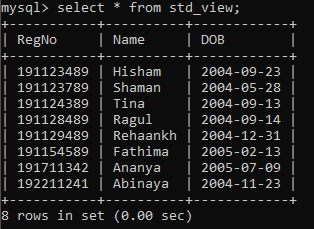 mysql> select * from std_view;
+-----------+----------+------------+
| RegNo     | Name     | DOB        |
+-----------+----------+------------+
| 191123489 | Hisham   | 2004-09-23 |
| 191123789 | Shaman   | 2004-05-28 |
| 191124389 | Tina     | 2004-09-13 |
| 191128489 | Ragul    | 2004-09-14 |
| 191129489 | Rehaankh | 2004-12-31 |
| 191154589 | Fathima  | 2005-02-13 |
| 191711342 | Ananya   | 2005-07-09 |
| 192211241 | Abinaya  | 2004-11-23 |
+-----------+----------+------------+
8 rows in set (0.00 sec)